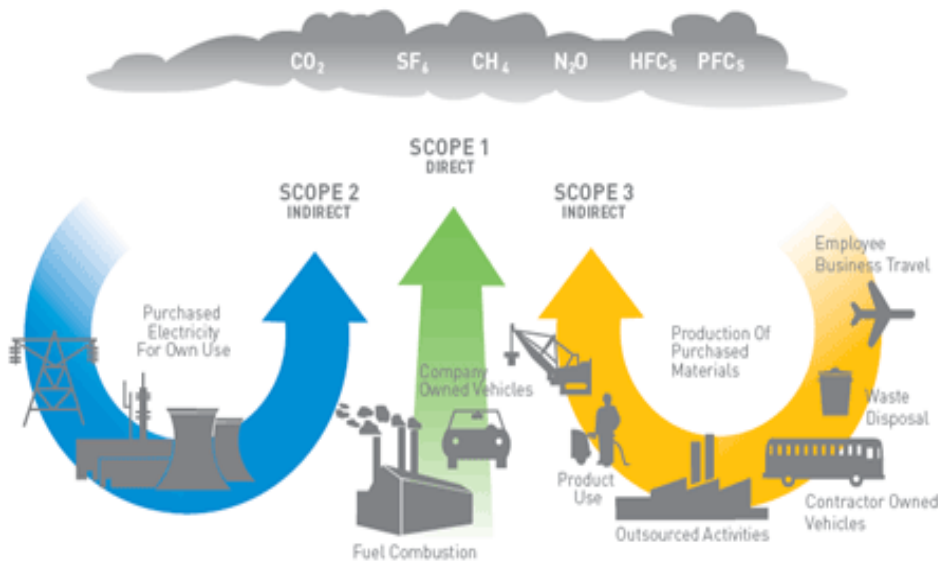 CO₂ SF₆ CH₄ N₂O HFCs PFCs
SCOPE 1
DIRECT
SCOPE 2
INDIRECT
SCOPE 3
INDIRECT
Purchased
Electricity
For Own Use
Company
Owned Vehicles
Fuel Combustion
Employee
Business Travel
Production Of
Purchased
Materials
Waste
Disposal
Product
Use
Contractor Owned
Vehicles
Outsourced Activities